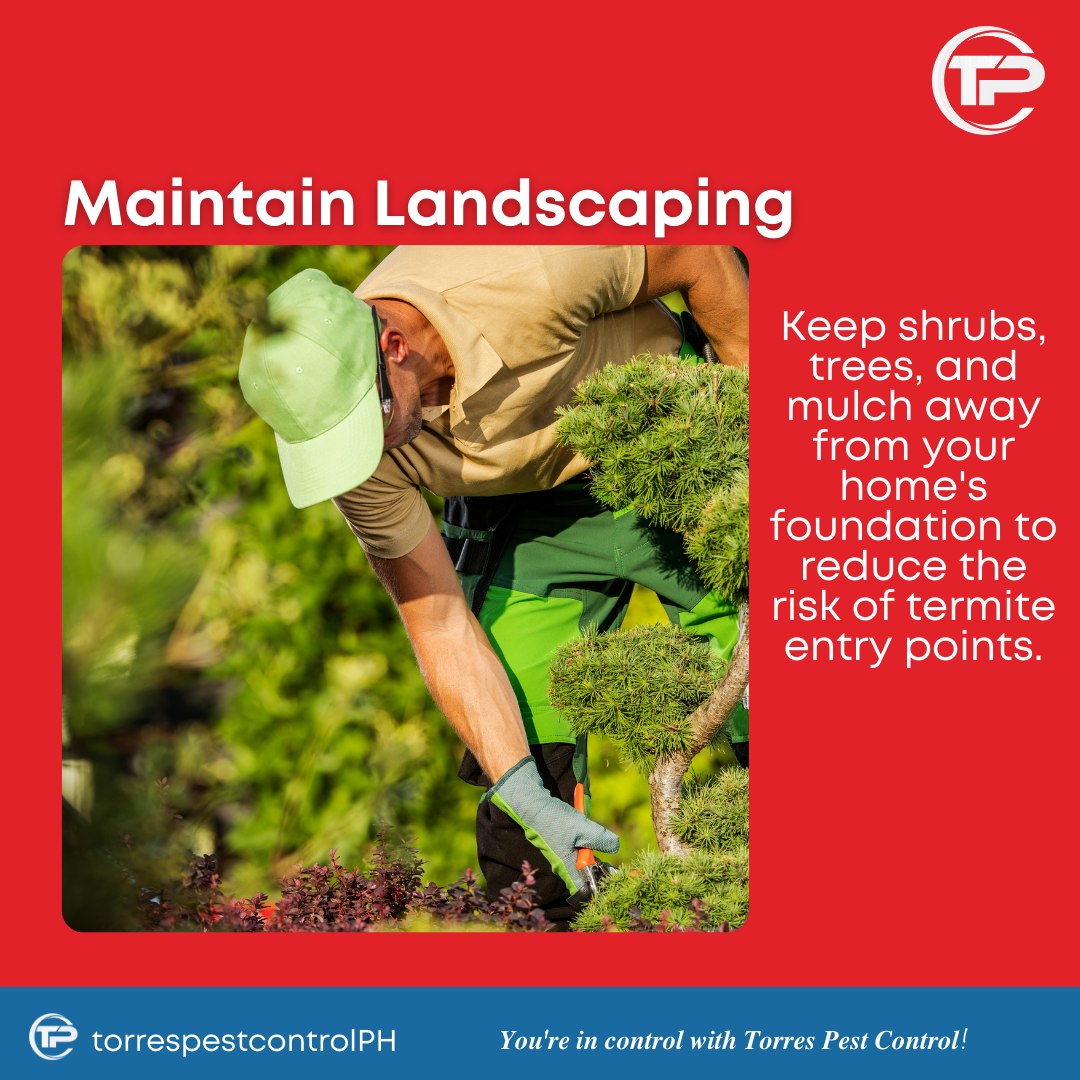 TP
Maintain Landscaping
Keep shrubs,
trees, and
mulch away
from your
home's
foundation to
reduce the
risk of termite
entry points.
TP torrespestcontrolPH
You're in control with Torres Pest Control!